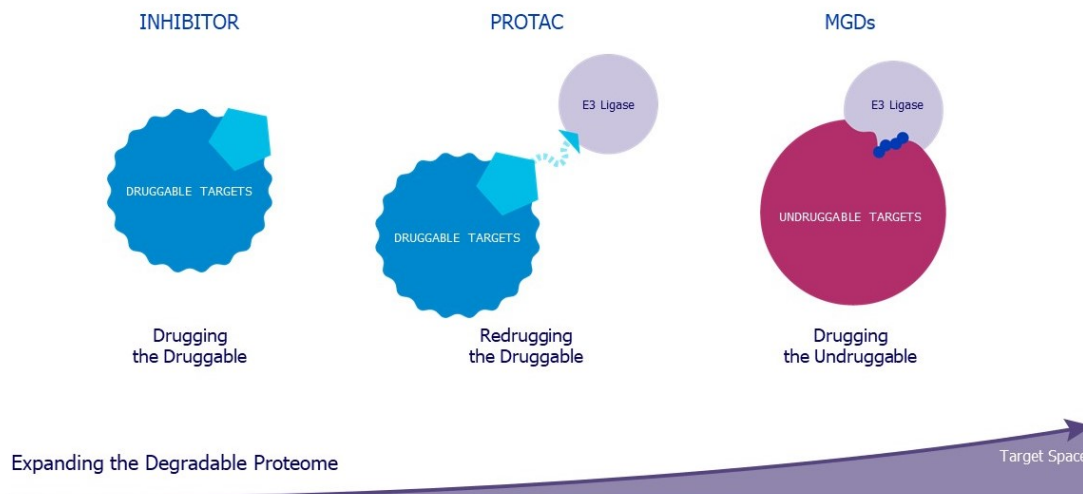 INHIBITOR
PROTAC
MGDs
E3 Ligase
E3 Ligase
DRUGGABLE TARGETS
DRUGGABLE TARGETS
UNDRUGGABLE TARGETS
Drugging
the Druggable
Redrugging
the Druggable
Drugging
the Undruggable
Expanding the Degradable Proteome
Target Space